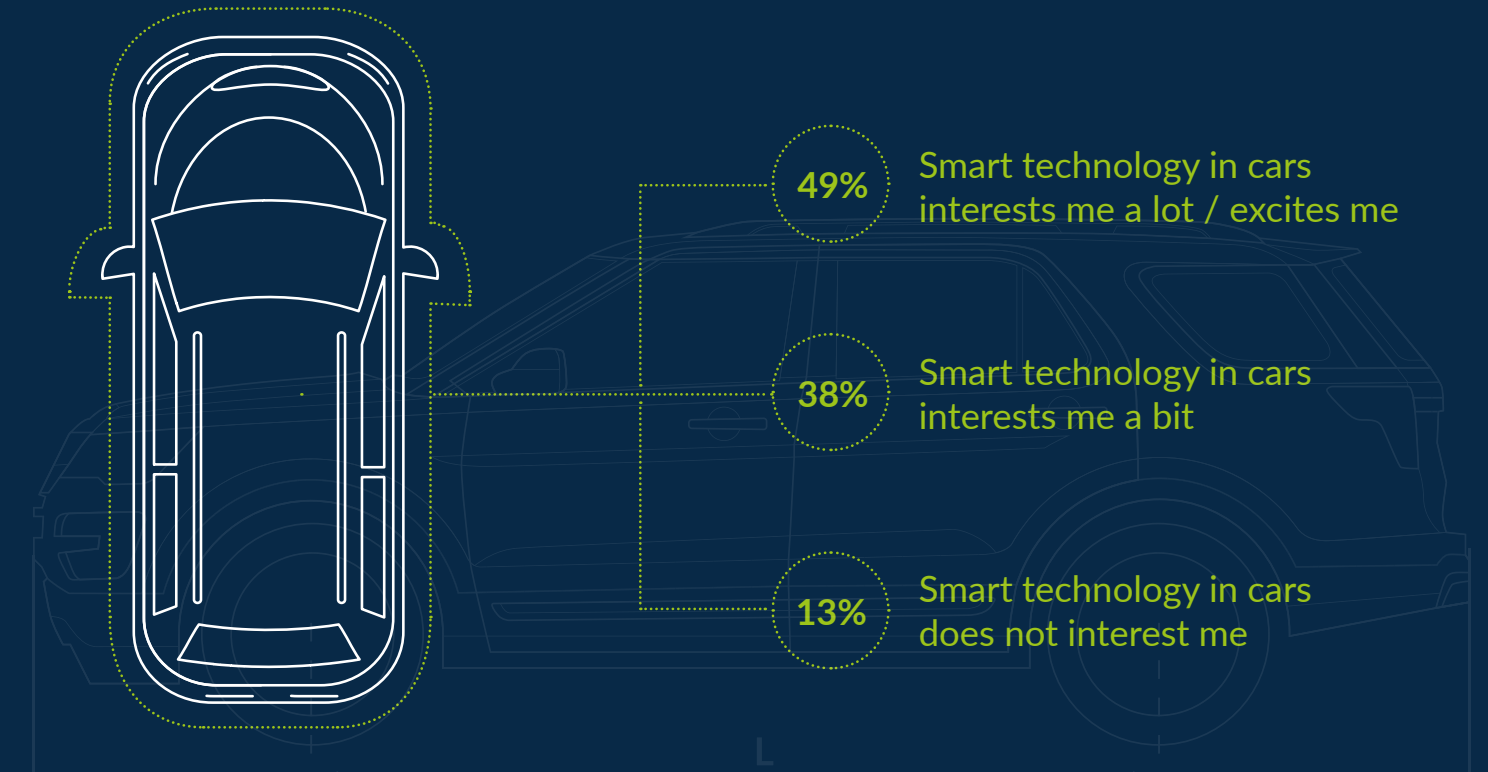 49%
Smart technology in cars
interests me a lot / excites me
38%
Smart technology in cars
interests me a bit
13%
Smart technology in cars
does not interest me
L